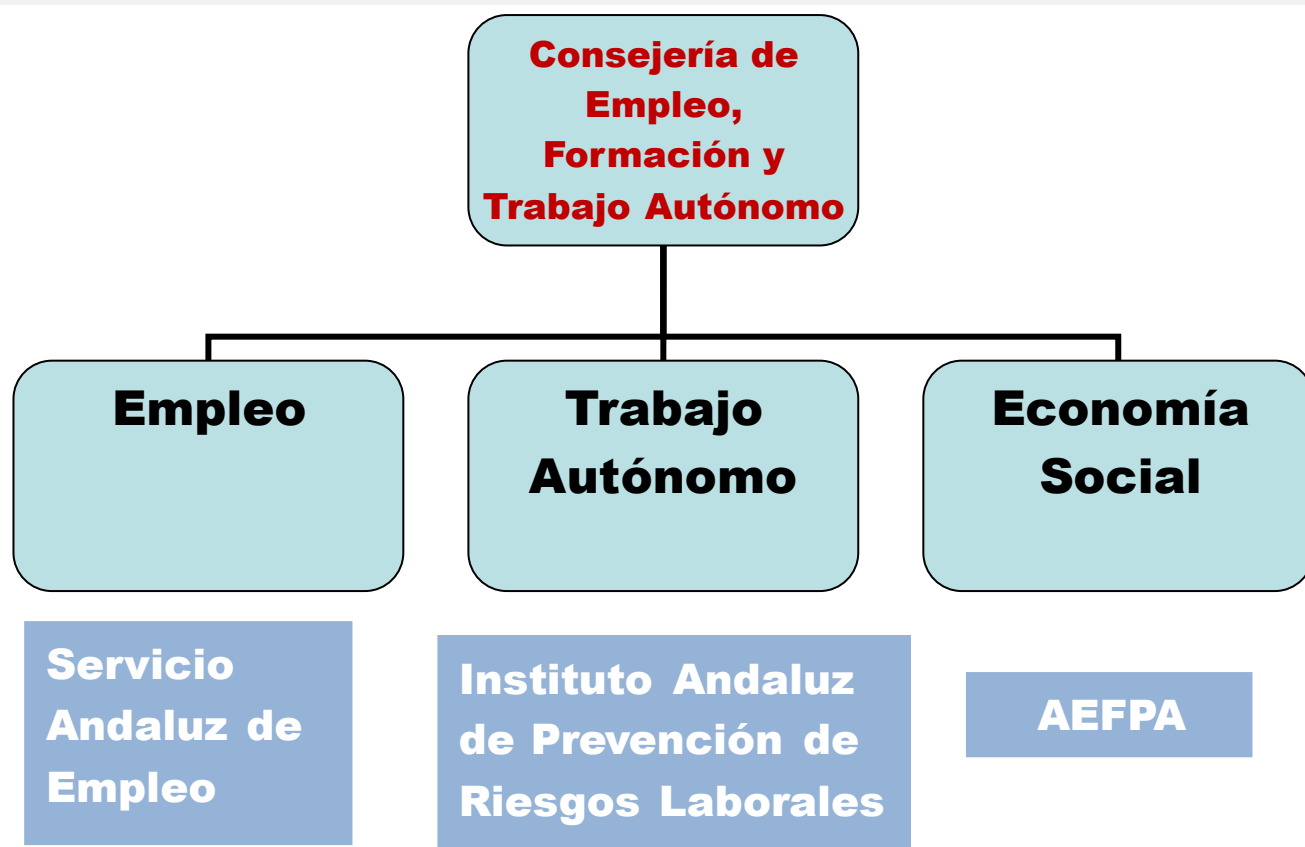 Consejería de
Empleo,
Formación y
Trabajo Autónomo
Empleo
Trabajo
Autónomo
Economía
Social
Servicio
Andaluz de
Empleo
Instituto Andaluz
de Prevención de
Riesgos Laborales
AEFPA